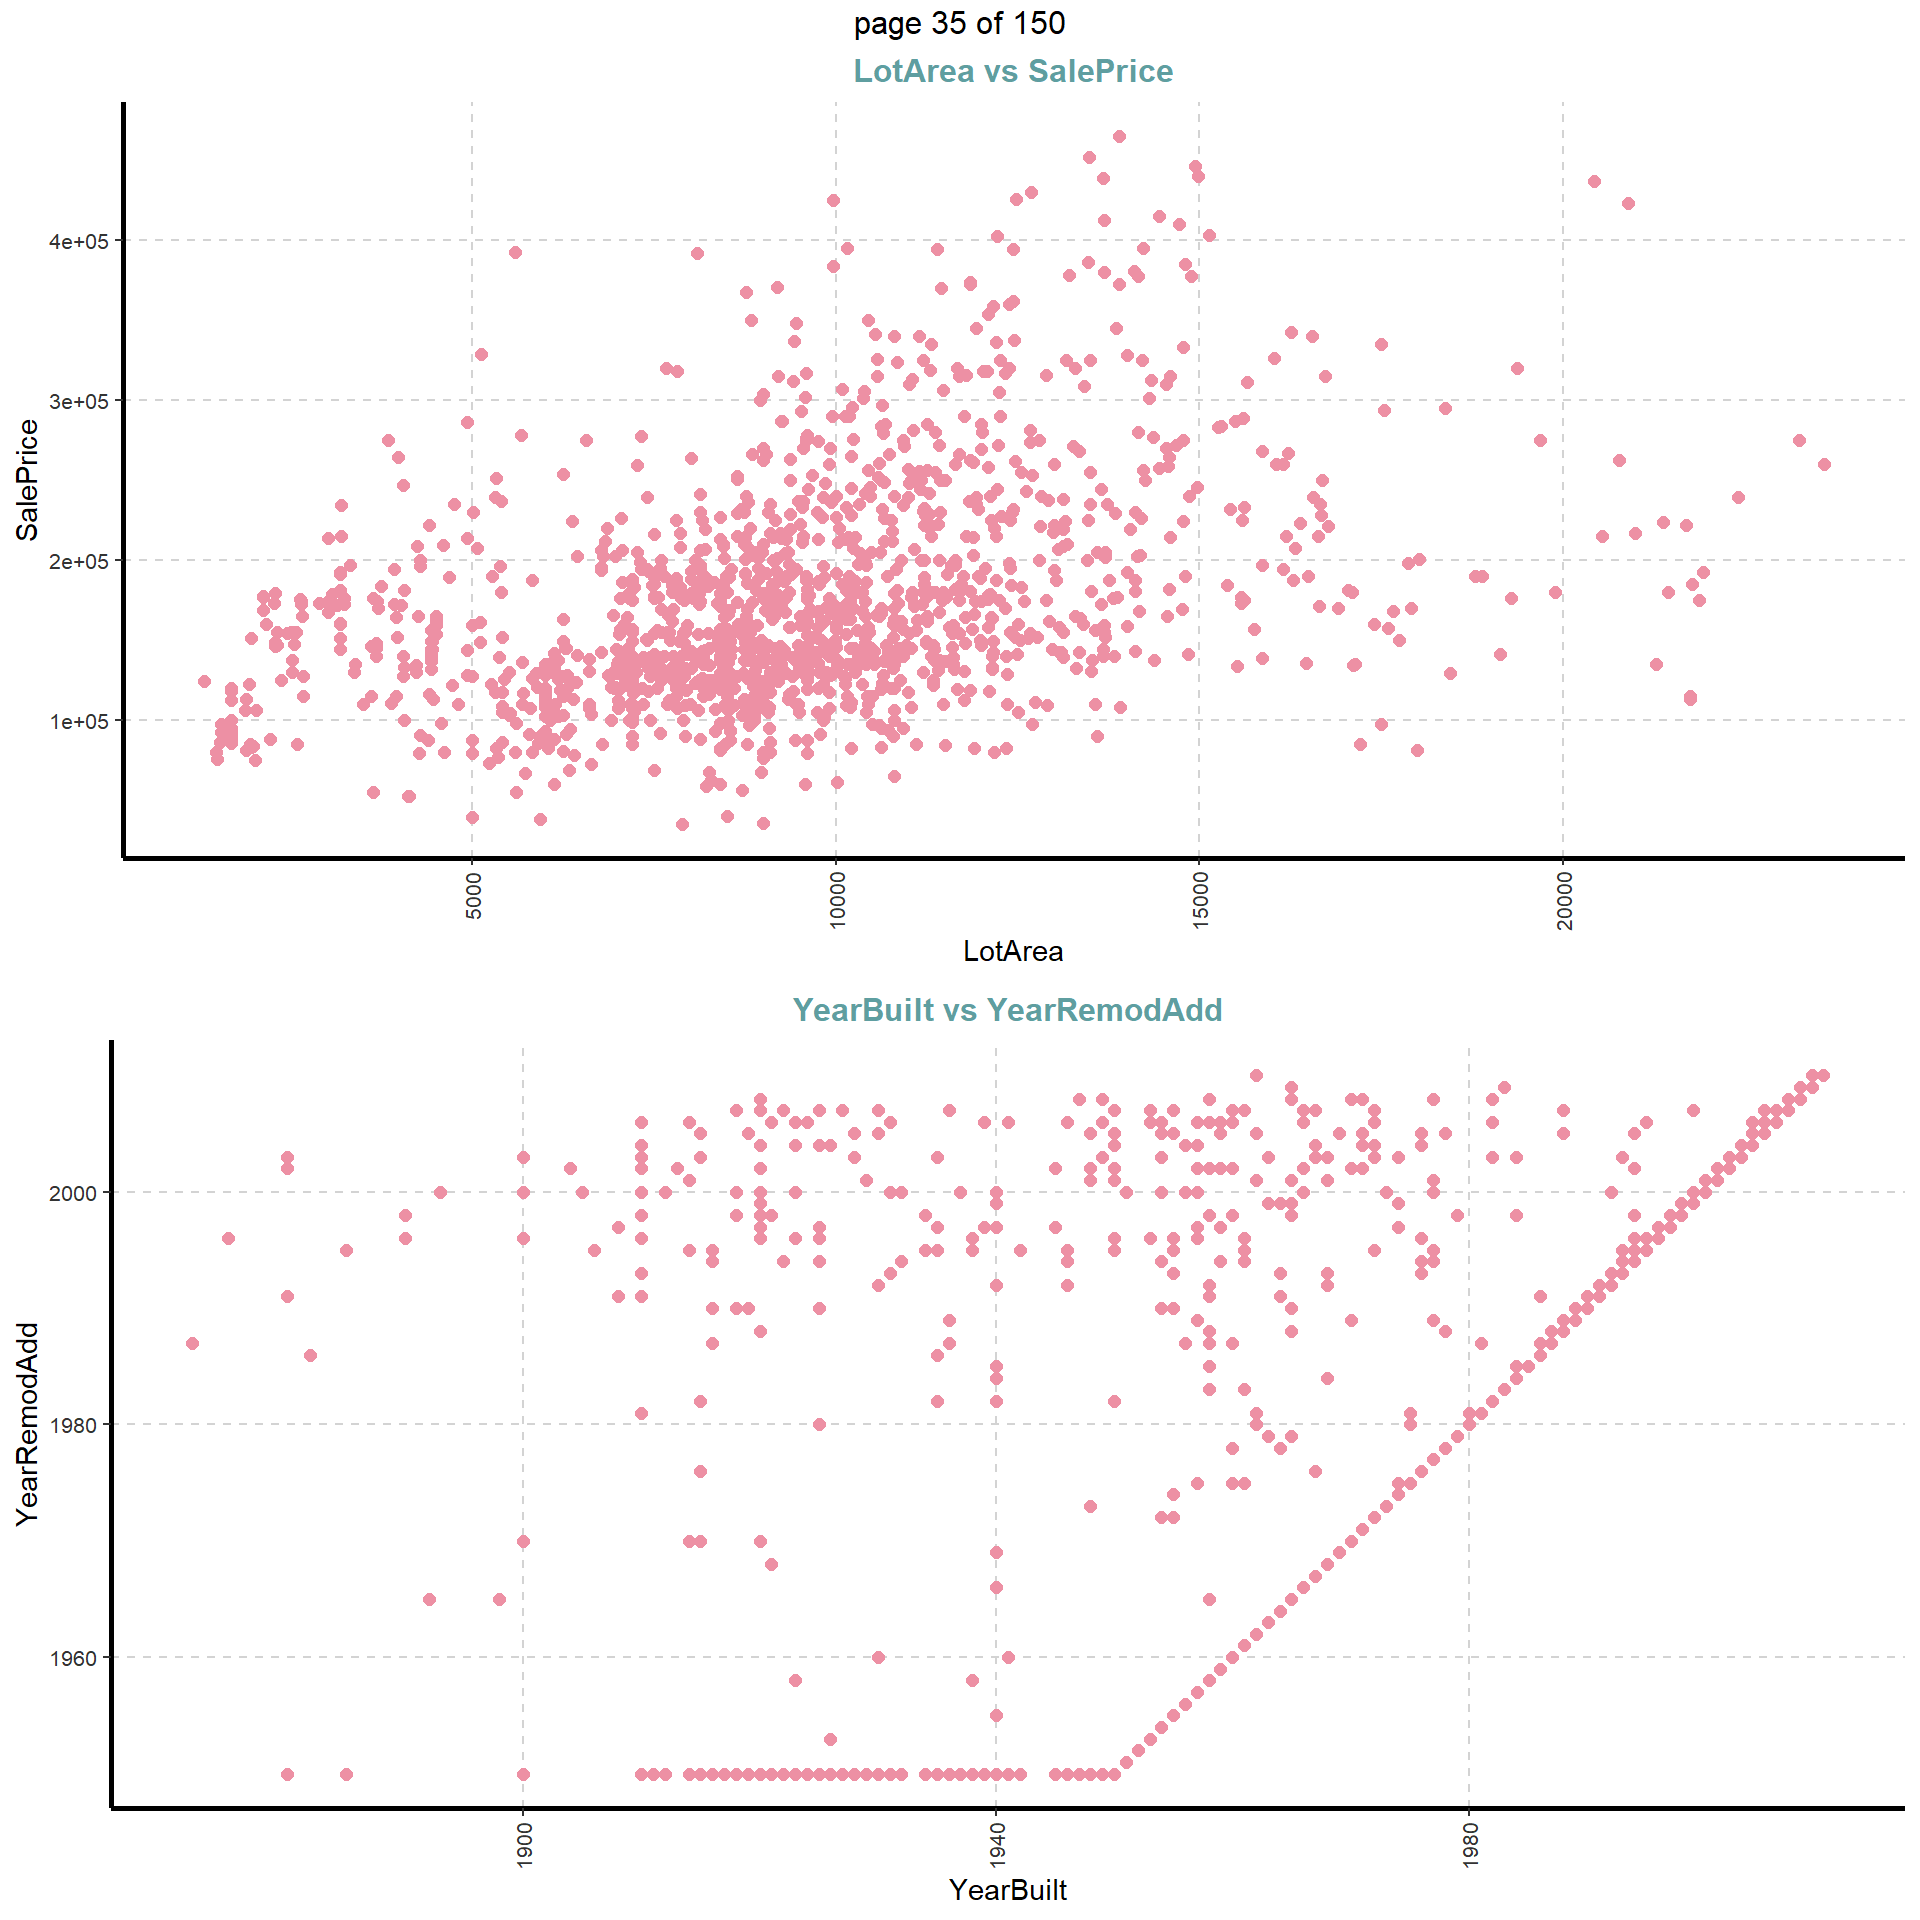 page 35 of 150
LotArea vs SalePrice
SalePrice
4e+05
3e+05
2e+05
1e+05
5000
10000
15000
20000
LotArea
YearBuilt vs YearRemodAdd
YearRemodAdd
2000
1980
1960
1900
1940
1980
YearBuilt